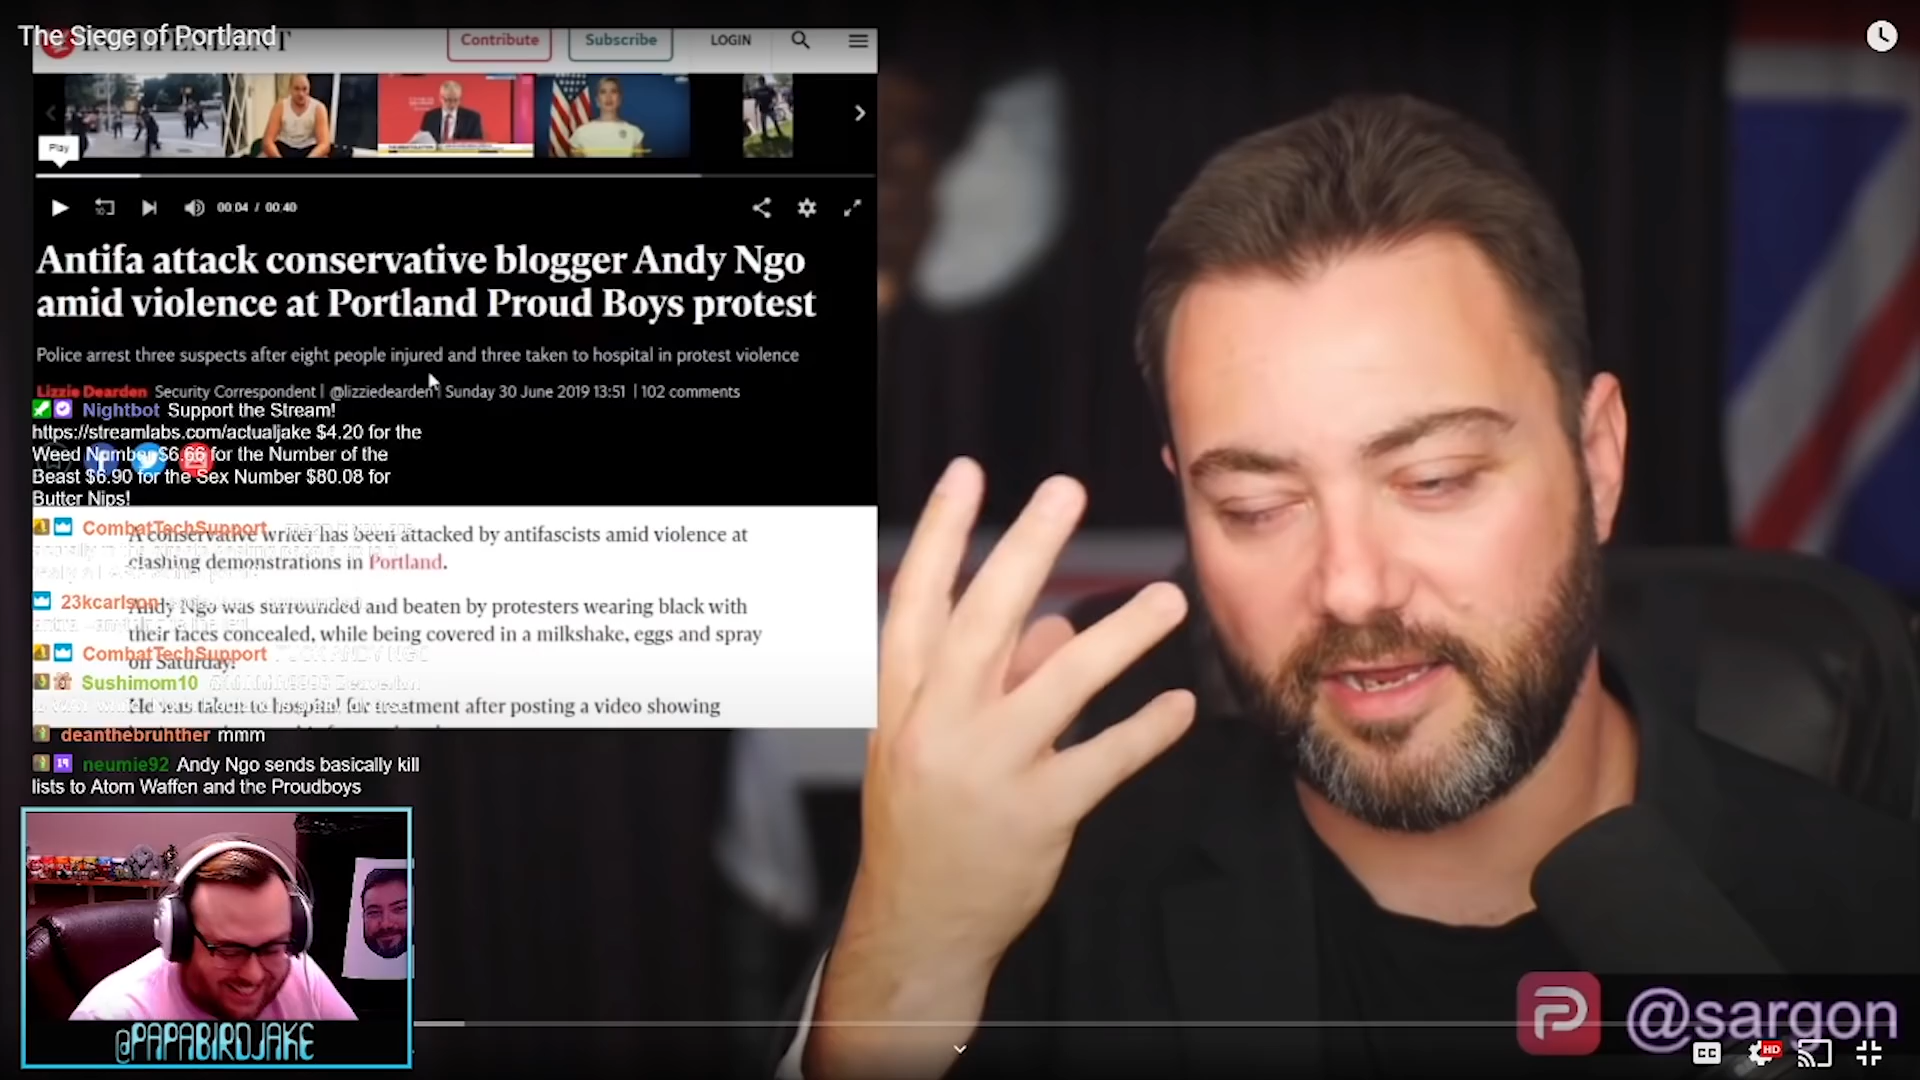 The Siege of Portland
Contribute
Subscribe
LOGIN
Play
10
00:04 / 00:40
Antifa attack conservative blogger Andy Ngo
amid violence at Portland Proud Boys protest
Police arrest three suspects after eight people injured and three taken to hospital in protest violence
Lizzie Dearden Security Correspondent | @lizziedearden | Sunday 30 June 2019 13:51 | 102 comments
Nightbot Support the Stream!
https://streamlabs.com/actualjake $4.20 for the
Weed Number $6.66 for the Number of the
Beast $6.90 for the Sex Number $80.08 for
Butter Nips!
CombatTechSupport
A conservative writer has been attacked by antifascists amid violence at
clashing demonstrations in Portland.
23kcarlson
Andy Ngo was surrounded and beaten by protesters wearing black with
their faces concealed, while being covered in a milkshake, eggs and spray
on Saturday.
CombatTechSupport FUCK ANDY NGO
Sushimom10
He was taken to hospital for treatment after posting a video showing
deanthebruhther mmm
neumie92 Andy Ngo sends basically kill
lists to Atom Waffen and the Proudboys
@PAPABIRDJAKE
@sargon
CC
HD